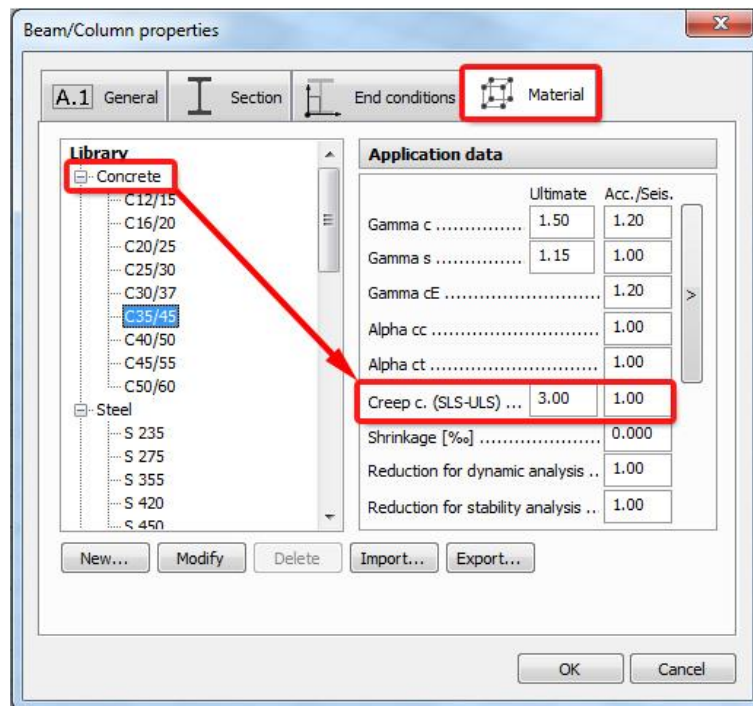 Beam/Column properties
A.1 General Section End conditions Material
Library
Concrete
C12/15
C16/20
C20/25
C25/30
C30/37
C35/45
C40/50
C45/55
C50/60
Steel
S 235
S 275
S 355
S 420
S 450
Application data
Ultimate Acc./Seis.
Gamma c ............... 1.50 1.20
Gamma s ............... 1.15 1.00
Gamma cE ........................... 1.20
Alpha cc ............................. 1.00
Alpha ct ............................. 1.00
Creep c. (SLS-ULS) ... 3.00 1.00
Shrinkage [‰] ..................... 0.000
Reduction for dynamic analysis .. 1.00
Reduction for stability analysis .. 1.00
>
New... Modify Delete Import... Export...
OK Cancel